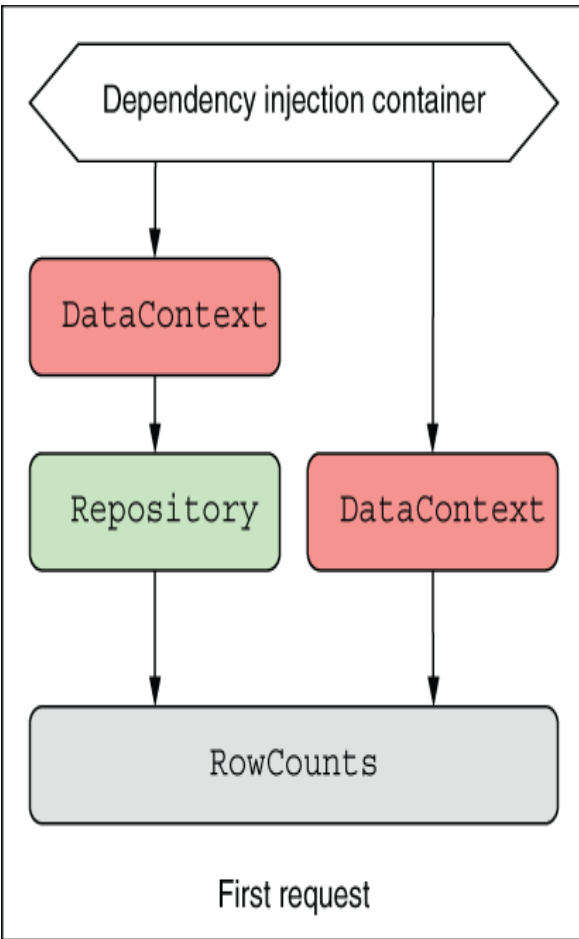 Dependency injection container
DataContext
Repository
DataContext
RowCounts
First request